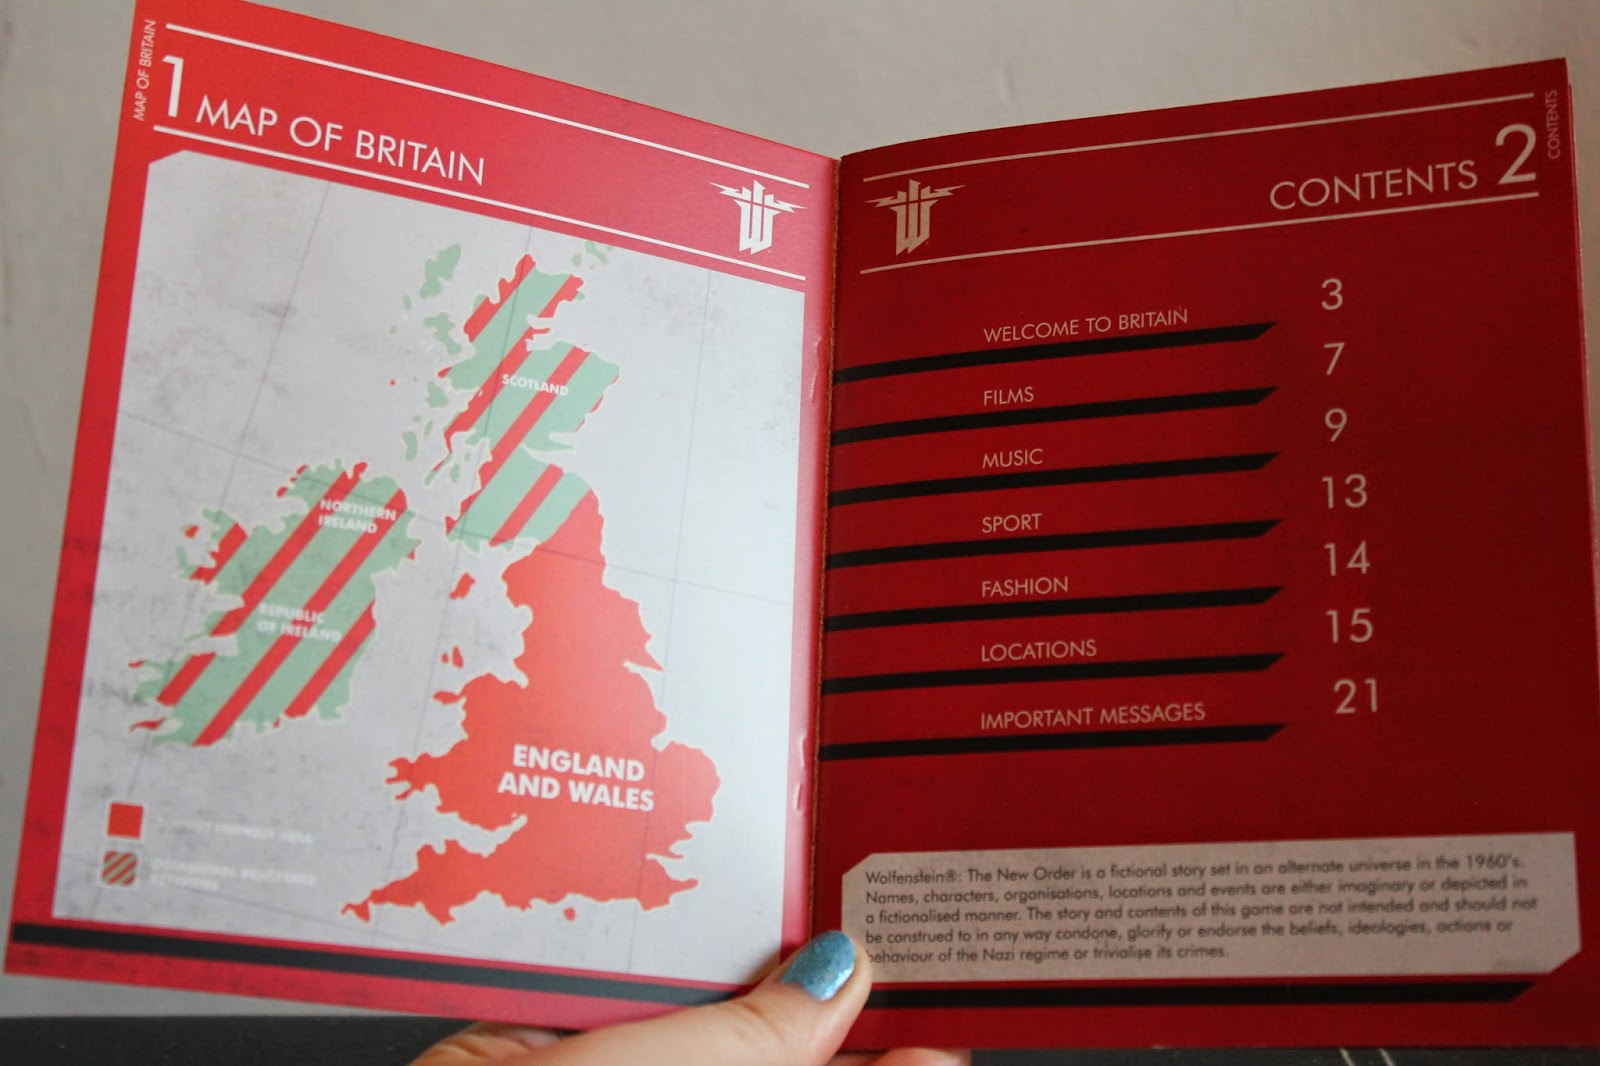 MAP OF BRITAIN
1 MAP OF BRITAIN
SCOTLAND
NORTHERN
IRELAND
REPUBLIC
OF IRELAND
ENGLAND
AND WALES
FRIENDLY AREA
RESISTANCE
CONTENTS
CONTENTS 2
WELCOME TO BRITAIN 3
FILMS 7
MUSIC 9
SPORT 13
FASHION 14
LOCATIONS 15
IMPORTANT MESSAGES 21
Wolfenstein®: The New Order is a fictional story set in an alternate universe in the 1960's.
Names, characters, organisations, locations and events are either imaginary or depicted in
a fictionalised manner. The story and contents of this game are not intended and should not
be construed to in any way condone, glorify or endorse the beliefs, ideologies, actions or
behaviour of the Nazi regime or trivialise its crimes.